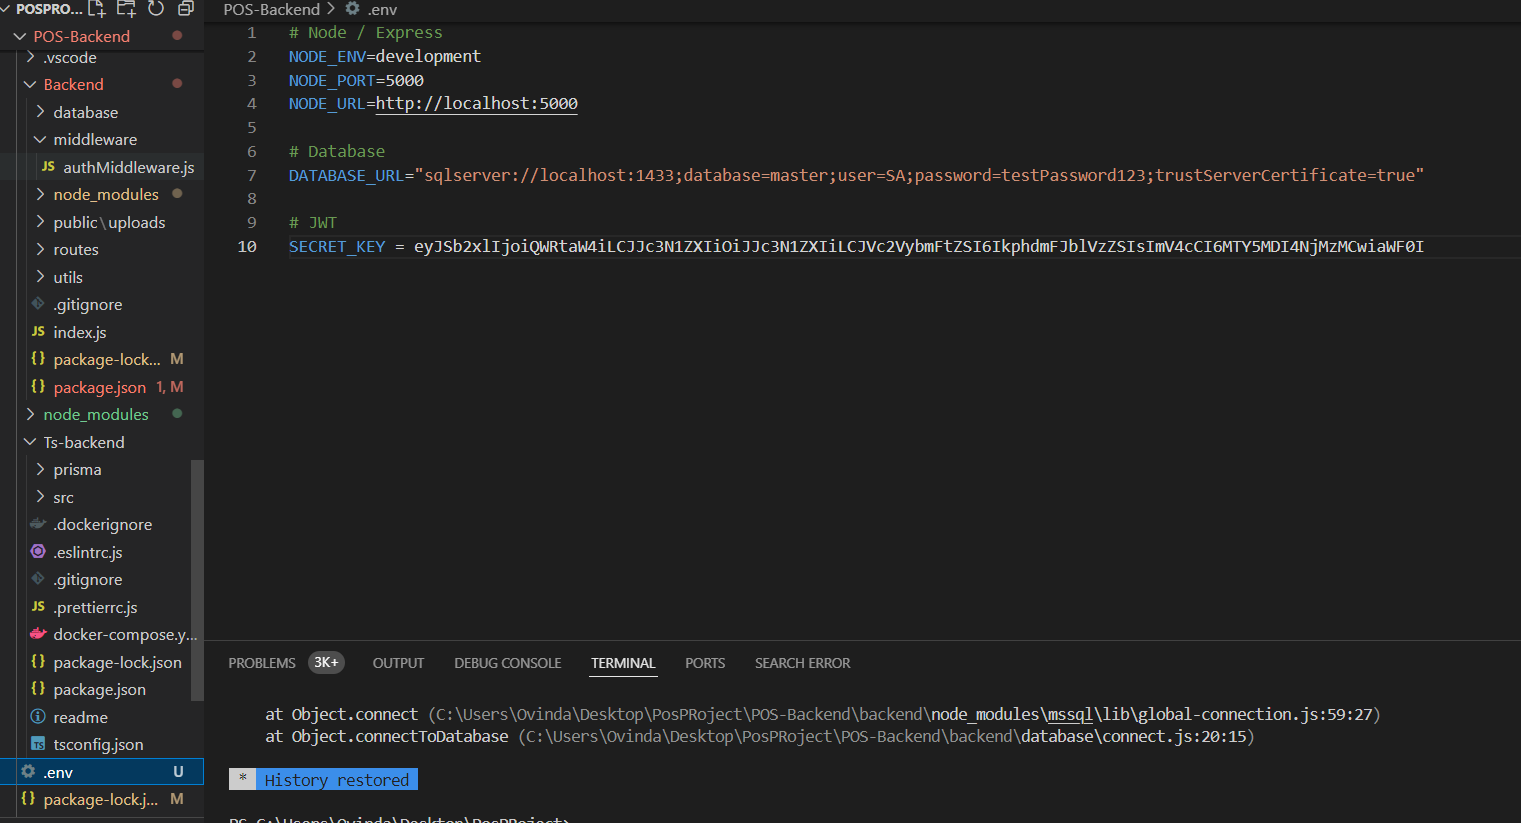 POSPRO...
POS-Backend
.vscode
Backend
database
middleware
JS authMiddleware.js
node_modules
public\uploads
routes
utils
.gitignore
JS index.js
{} package-lock... M
{} package.json 1, M
node_modules
Ts-backend
prisma
src
.dockerignore
.eslintrc.js
.gitignore
JS .prettierrc.js
docker-compose.y...
{} package-lock.json
{} package.json
readme
TS tsconfig.json
.env U
{} package-lock.j... M
POS-Backend > .env
1 # Node / Express
2 NODE_ENV=development
3 NODE_PORT=5000
4 NODE_URL=http://localhost:5000
5
6 # Database
7 DATABASE_URL="sqlserver://localhost:1433;database=master;user=SA;password=testPassword123;trustServerCertificate=true"
8
9 # JWT
10 SECRET_KEY = eyJSb2xlIjoiQWRtaW4iLCJJc3N1ZXIiOiJJc3N1ZXIiLCJVc2VybmFtZSI6IkphdmFJblVzZSIsImV4cCI6MTY5MDI4NjMzMCwiaWF0I
PROBLEMS 3K+ OUTPUT DEBUG CONSOLE TERMINAL PORTS SEARCH ERROR
at Object.connect (C:\Users\Ovinda\Desktop\PosPRoject\POS-Backend\backend\node_modules\mssql\lib\global-connection.js:59:27)
at Object.connectToDatabase (C:\Users\Ovinda\Desktop\PosPRoject\POS-Backend\backend\database\connect.js:20:15)
* History restored
PS C:\Users\Ovinda\Desktop\PosPRoject>